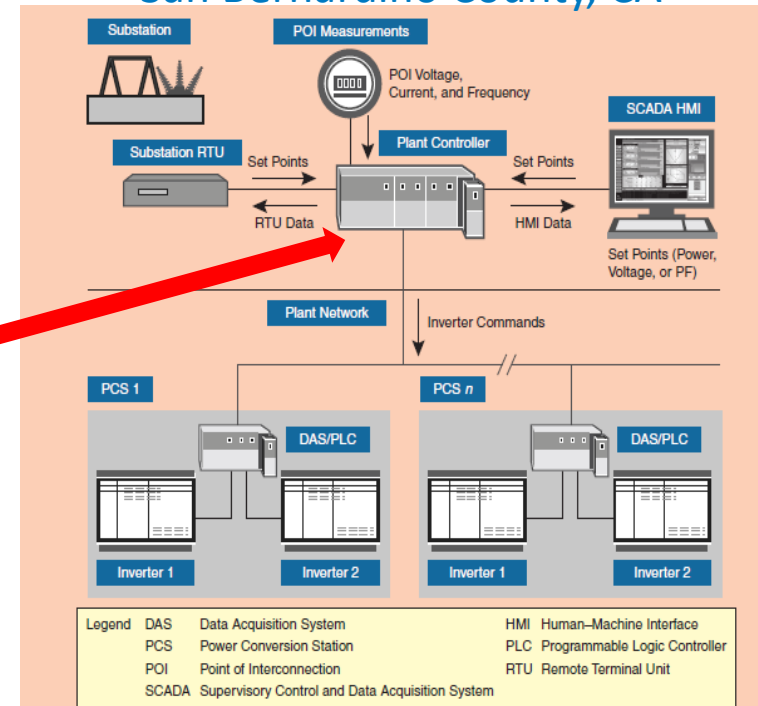 San Bernardino County, CA
Substation
POI Measurements
POI Voltage,
Current, and Frequency
SCADA HMI
Substation RTU
Set Points
Plant Controller
Set Points
RTU Data
HMI Data
Set Points (Power,
Voltage, or PF)
Plant Network
Inverter Commands
PCS 1
PCS n
DAS/PLC
DAS/PLC
Inverter 1
Inverter 2
Inverter 1
Inverter 2
Legend DAS Data Acquisition System HMI Human–Machine Interface
PCS Power Conversion Station PLC Programmable Logic Controller
POI Point of Interconnection RTU Remote Terminal Unit
SCADA Supervisory Control and Data Acquisition System